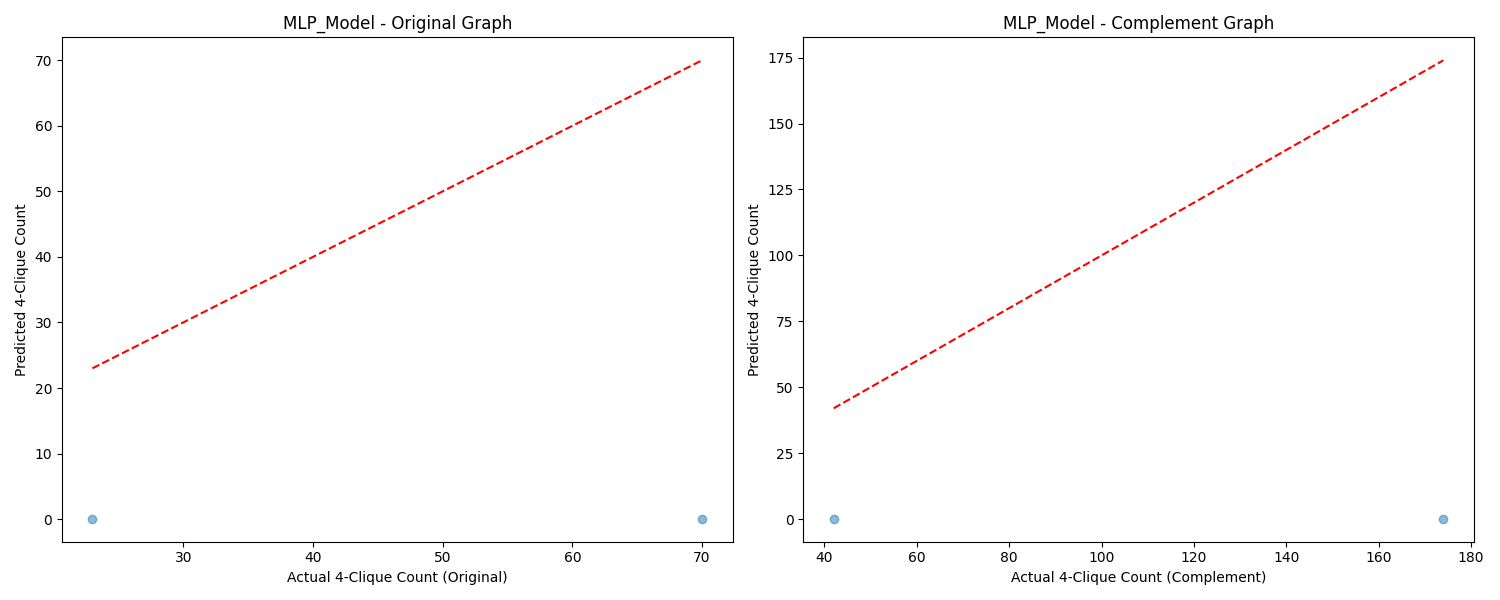 MLP_Model - Original Graph
70
60
50
40
30
20
10
0
Predicted 4-Clique Count
30 40 50 60 70
Actual 4-Clique Count (Original)
MLP_Model - Complement Graph
175
150
125
100
75
50
25
0
Predicted 4-Clique Count
40 60 80 100 120 140 160 180
Actual 4-Clique Count (Complement)